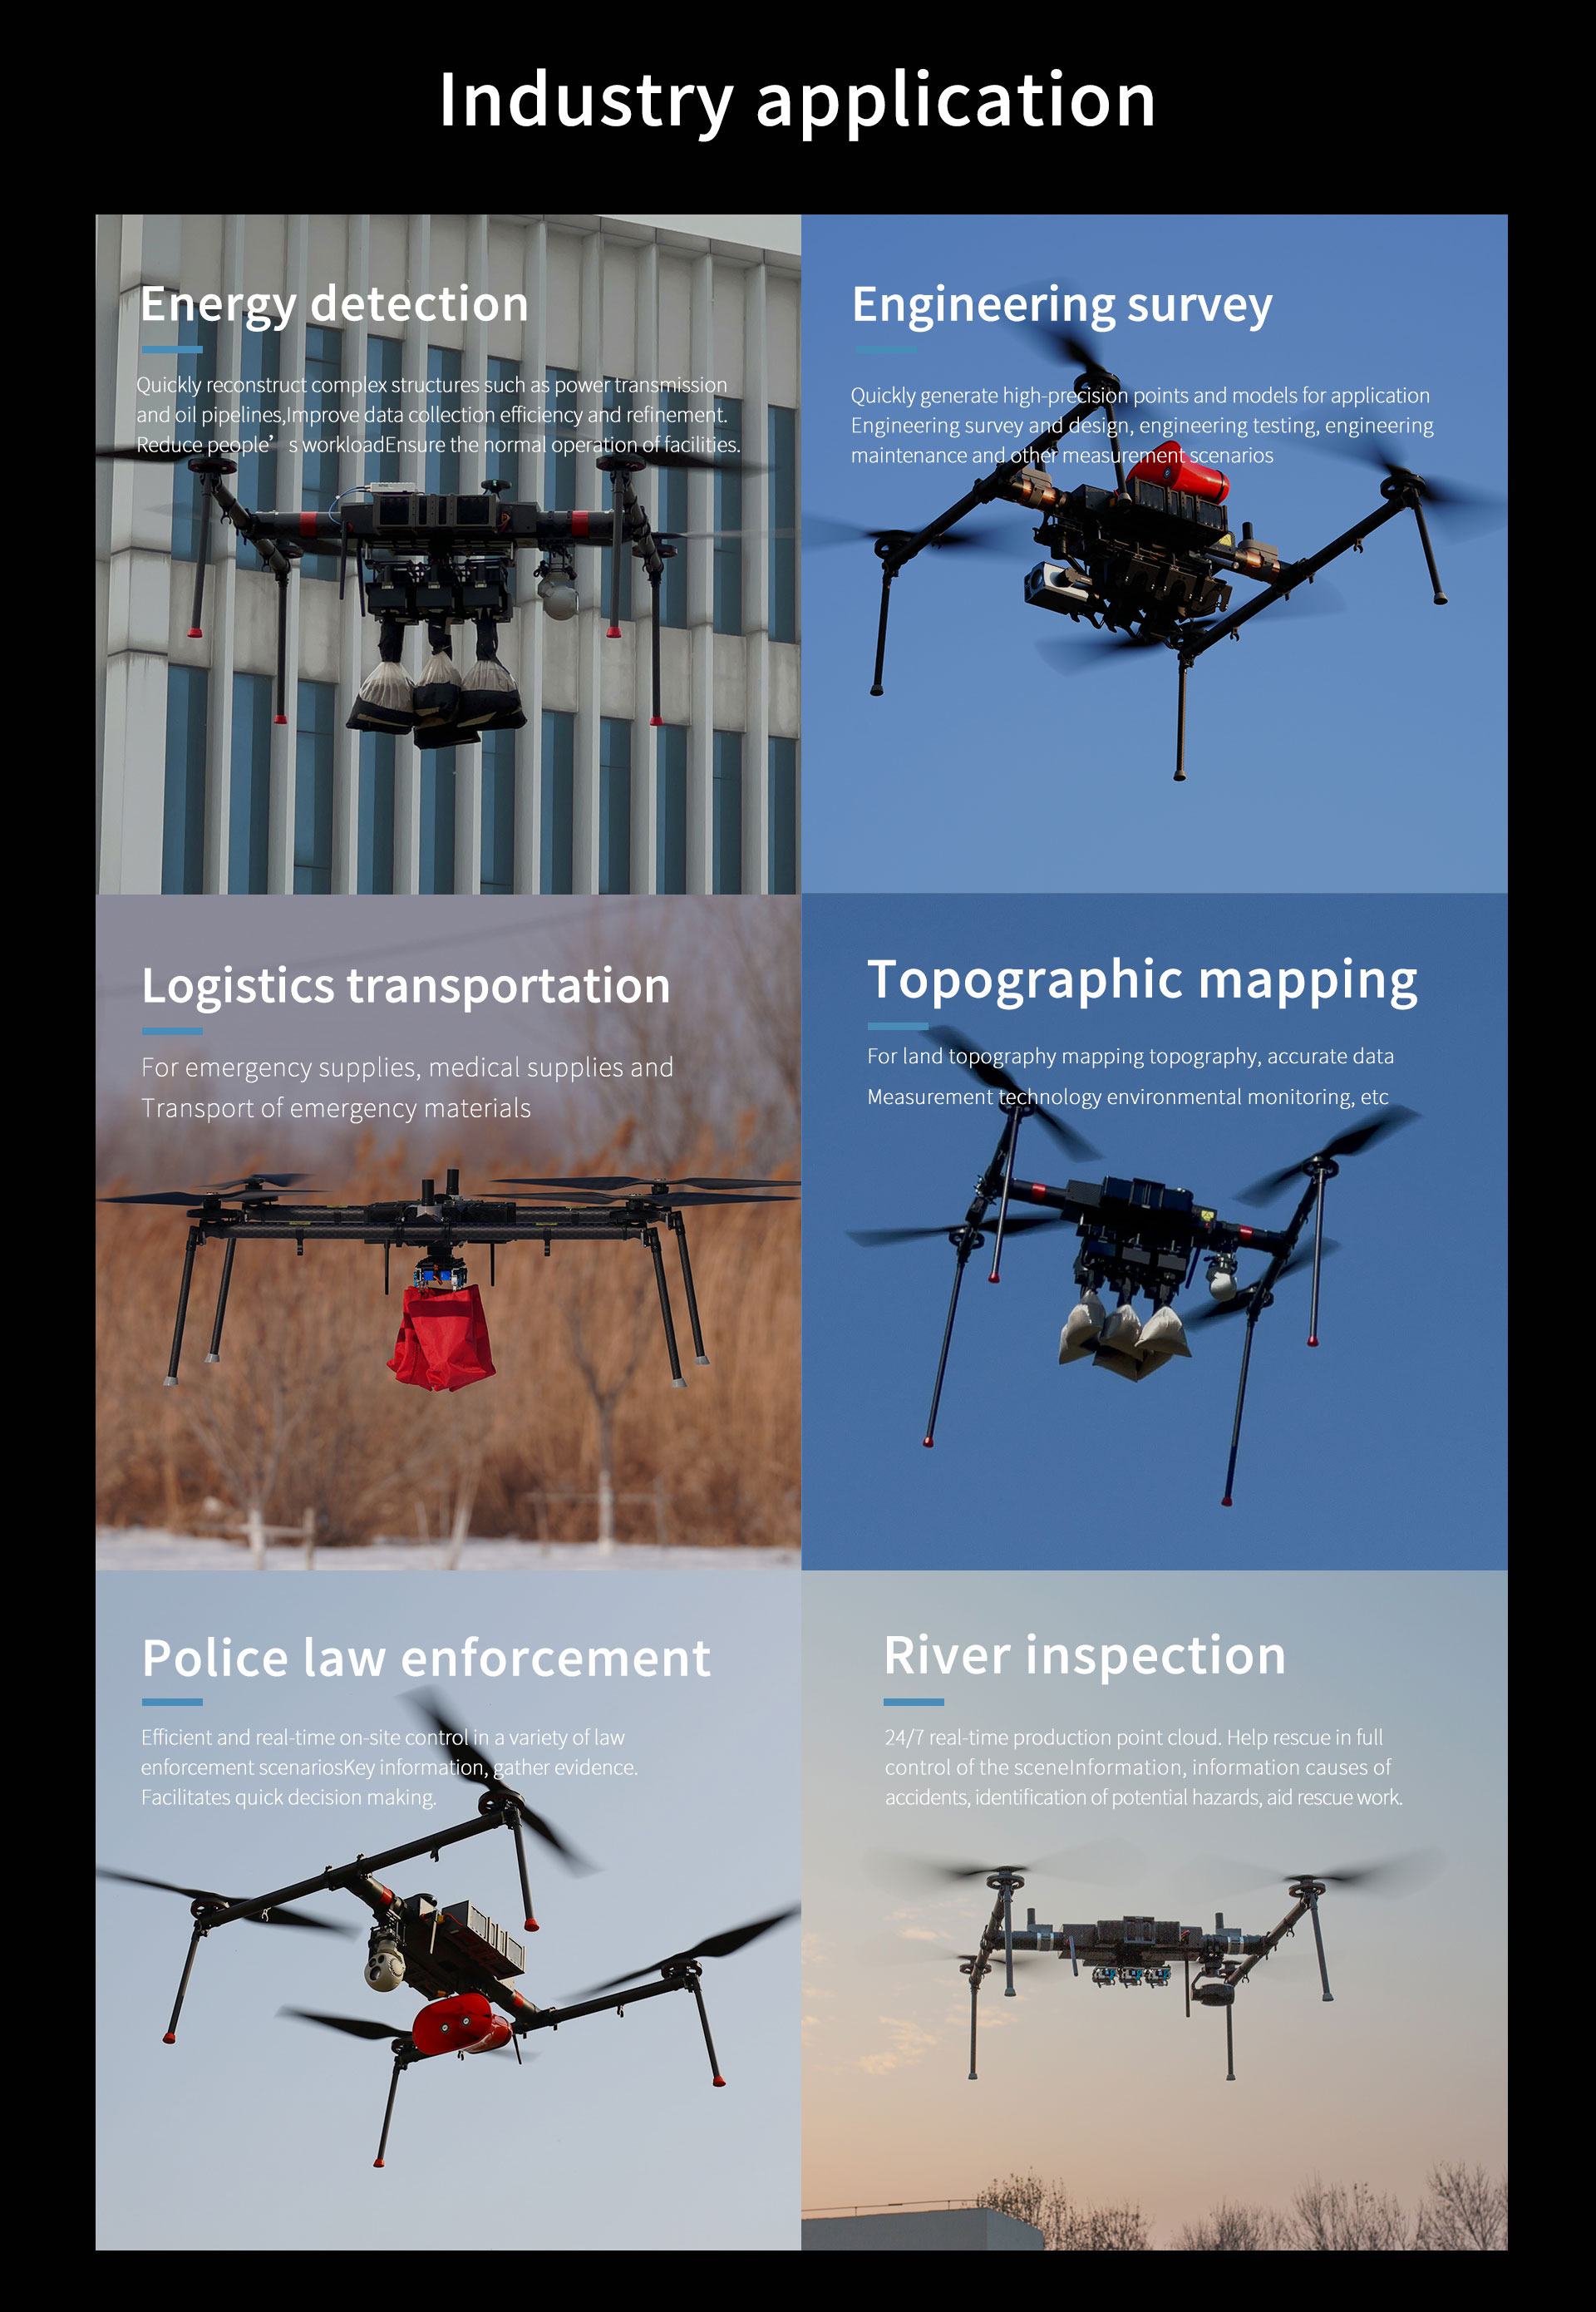 Industry application
Energy detection
Quickly reconstruct complex structures such as power transmission
and oil pipelines,Improve data collection efficiency and refinement.
Reduce people’ s workloadEnsure the normal operation of facilities.
Engineering survey
Quickly generate high-precision points and models for application
Engineering survey and design, engineering testing, engineering
maintenance and other measurement scenarios
Logistics transportation
For emergency supplies, medical supplies and
Transport of emergency materials
Topographic mapping
For land topography mapping topography, accurate data
Measurement technology environmental monitoring, etc
Police law enforcement
Efficient and real-time on-site control in a variety of law
enforcement scenariosKey information, gather evidence.
Facilitates quick decision making.
River inspection
24/7 real-time production point cloud. Help rescue in full
control of the sceneInformation, information causes of
accidents, identification of potential hazards, aid rescue work.